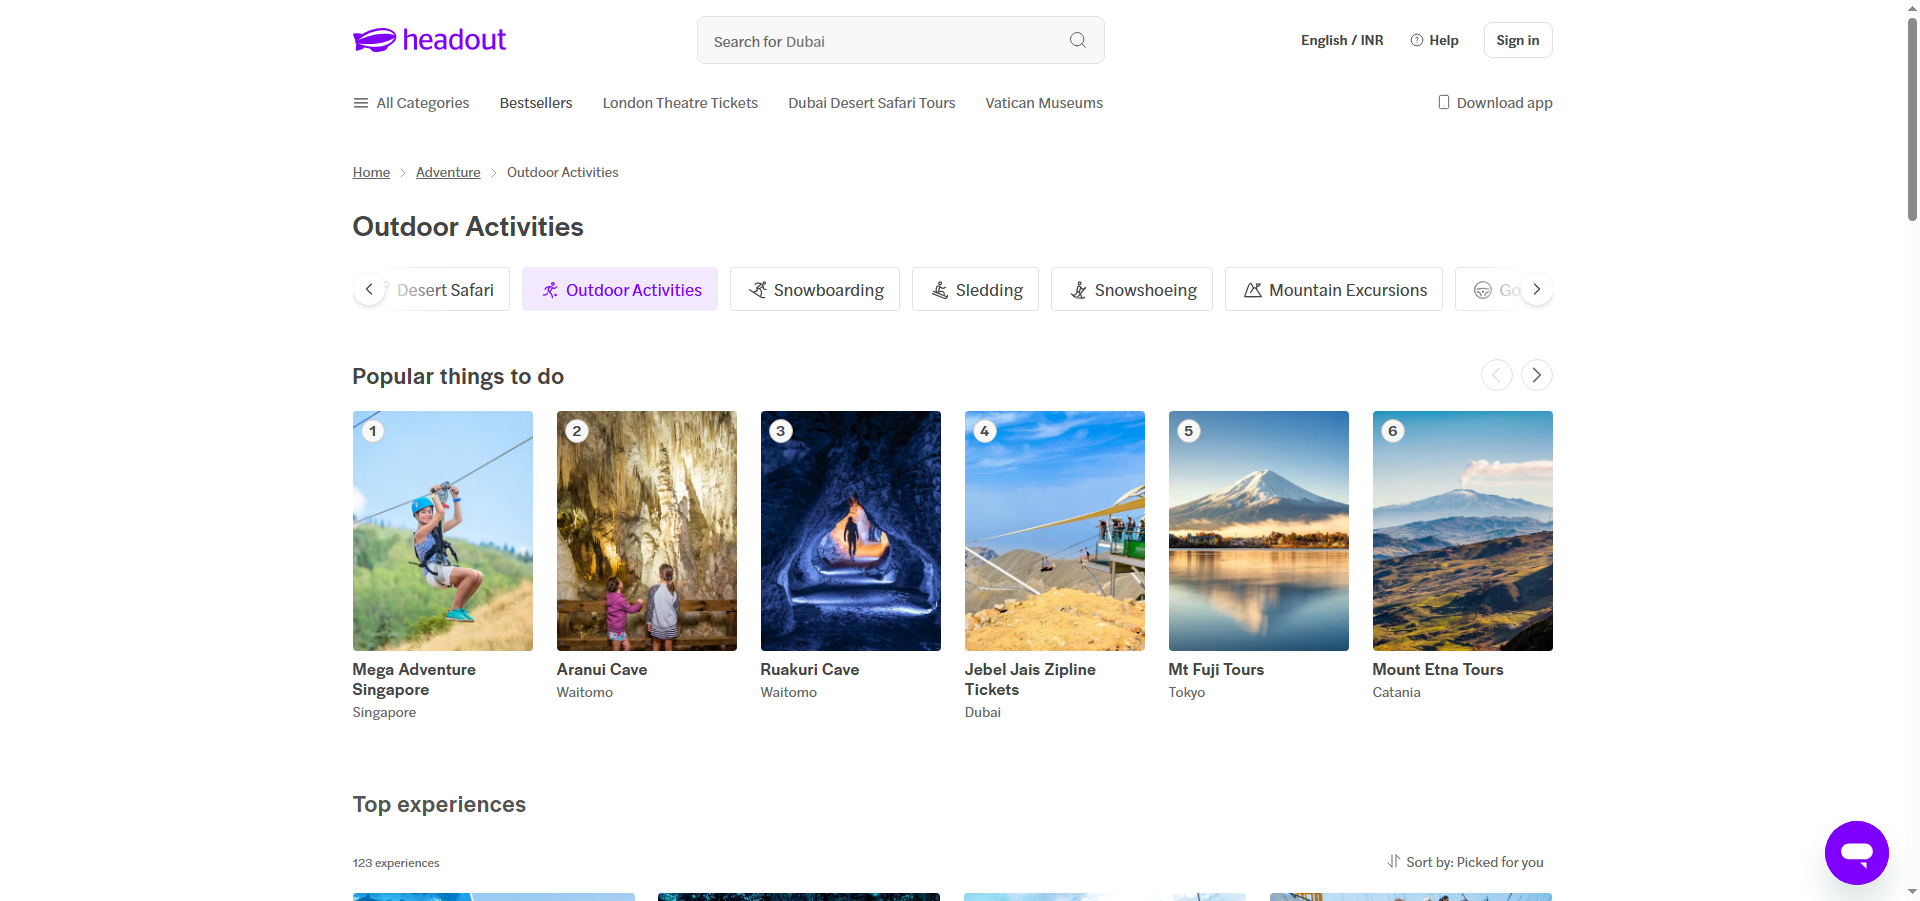 headout
Search for Dubai
English / INR
Help
Sign in
All Categories
Bestsellers
London Theatre Tickets
Dubai Desert Safari Tours
Vatican Museums
Download app
Home
Adventure
Outdoor Activities
Outdoor Activities
Desert Safari
Outdoor Activities
Snowboarding
Sledding
Snowshoeing
Mountain Excursions
Go
Popular things to do
1
2
3
4
5
6
Mega Adventure
Singapore
Singapore
Aranui Cave
Waitomo
Ruakuri Cave
Waitomo
Jebel Jais Zipline
Tickets
Dubai
Mt Fuji Tours
Tokyo
Mount Etna Tours
Catania
Top experiences
123 experiences
Sort by: Picked for you